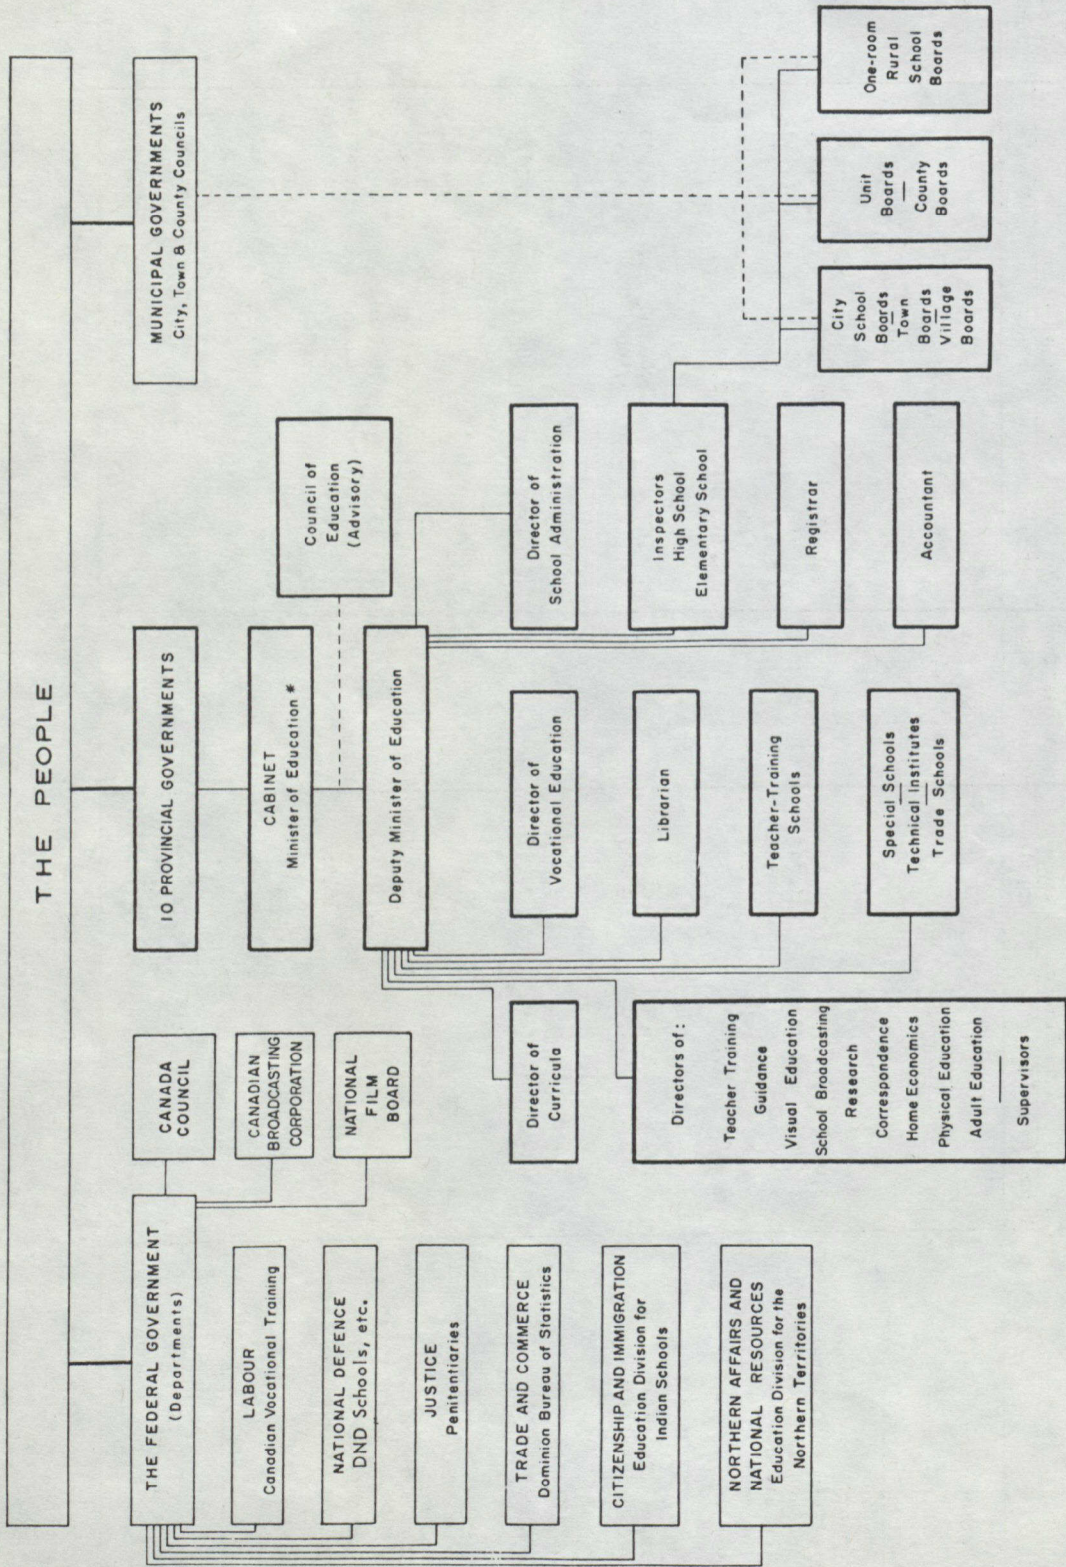 THE PEOPLE
THE FEDERAL GOVERNMENT
(Departments)
CANADA
COUNCIL
CANADIAN
BROADCASTING
CORPORATION
NATIONAL
FILM
BOARD
LABOUR
Canadian Vocational Training
NATIONAL DEFENCE
DND Schools, etc.
JUSTICE
Penitentiaries
TRADE AND COMMERCE
Dominion Bureau of Statistics
CITIZENSHIP AND IMMIGRATION
Education Division for
Indian Schools
NORTHERN AFFAIRS AND
NATIONAL RESOURCES
Education Division for the
Northern Territories
10 PROVINCIAL GOVERNMENTS
CABINET
Minister of Education *
Council of
Education
(Advisory)
Deputy Minister of Education
Director of
Curricula
Director of
Vocational Education
Director of
School Administration
Directors of:
Teacher Training
Guidance
Visual Education
School Broadcasting
Research
Correspondence
Home Economics
Physical Education
Adult Education
Supervisors
Librarian
Teacher-Training
Schools
Special Schools
Technical Institutes
Trade Schools
Inspectors
High School
Elementary School
Registrar
Accountant
MUNICIPAL GOVERNMENTS
City, Town & County Councils
City
School
Boards
Town
Boards
Village
Boards
Unit
Boards
County
Boards
One-room
Rural
School
Boards